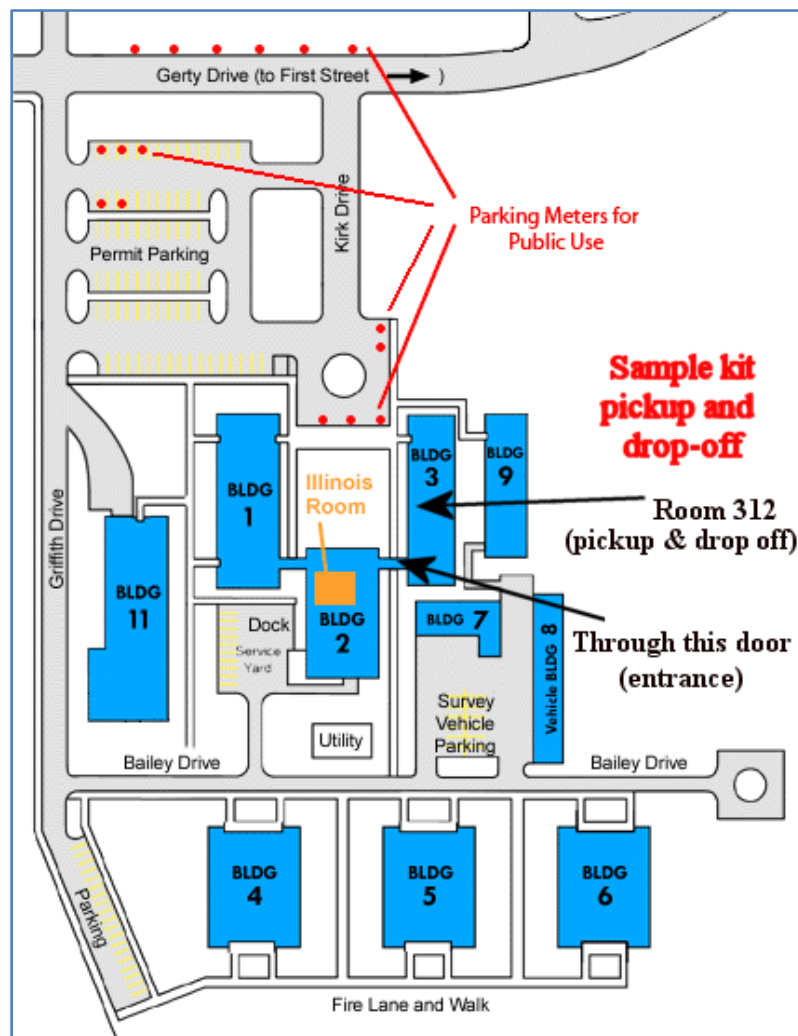 Gerty Drive (to First Street
)
Kirk Drive
Parking Meters for
Public Use
Permit Parking
Sample kit
pickup and
drop-off
BLDG
1
Illinois
Room
BLDG
3
BLDG
9
Room 312
(pickup & drop off)
Griffith Drive
BLDG
11
BLDG
2
Dock
Service
Yard
BLDG 7
Vehicle BLDG 8
Through this door
(entrance)
Survey
Vehicle
Parking
Utility
Bailey Drive
Bailey Drive
BLDG
4
BLDG
5
BLDG
6
Parking
Fire Lane and Walk